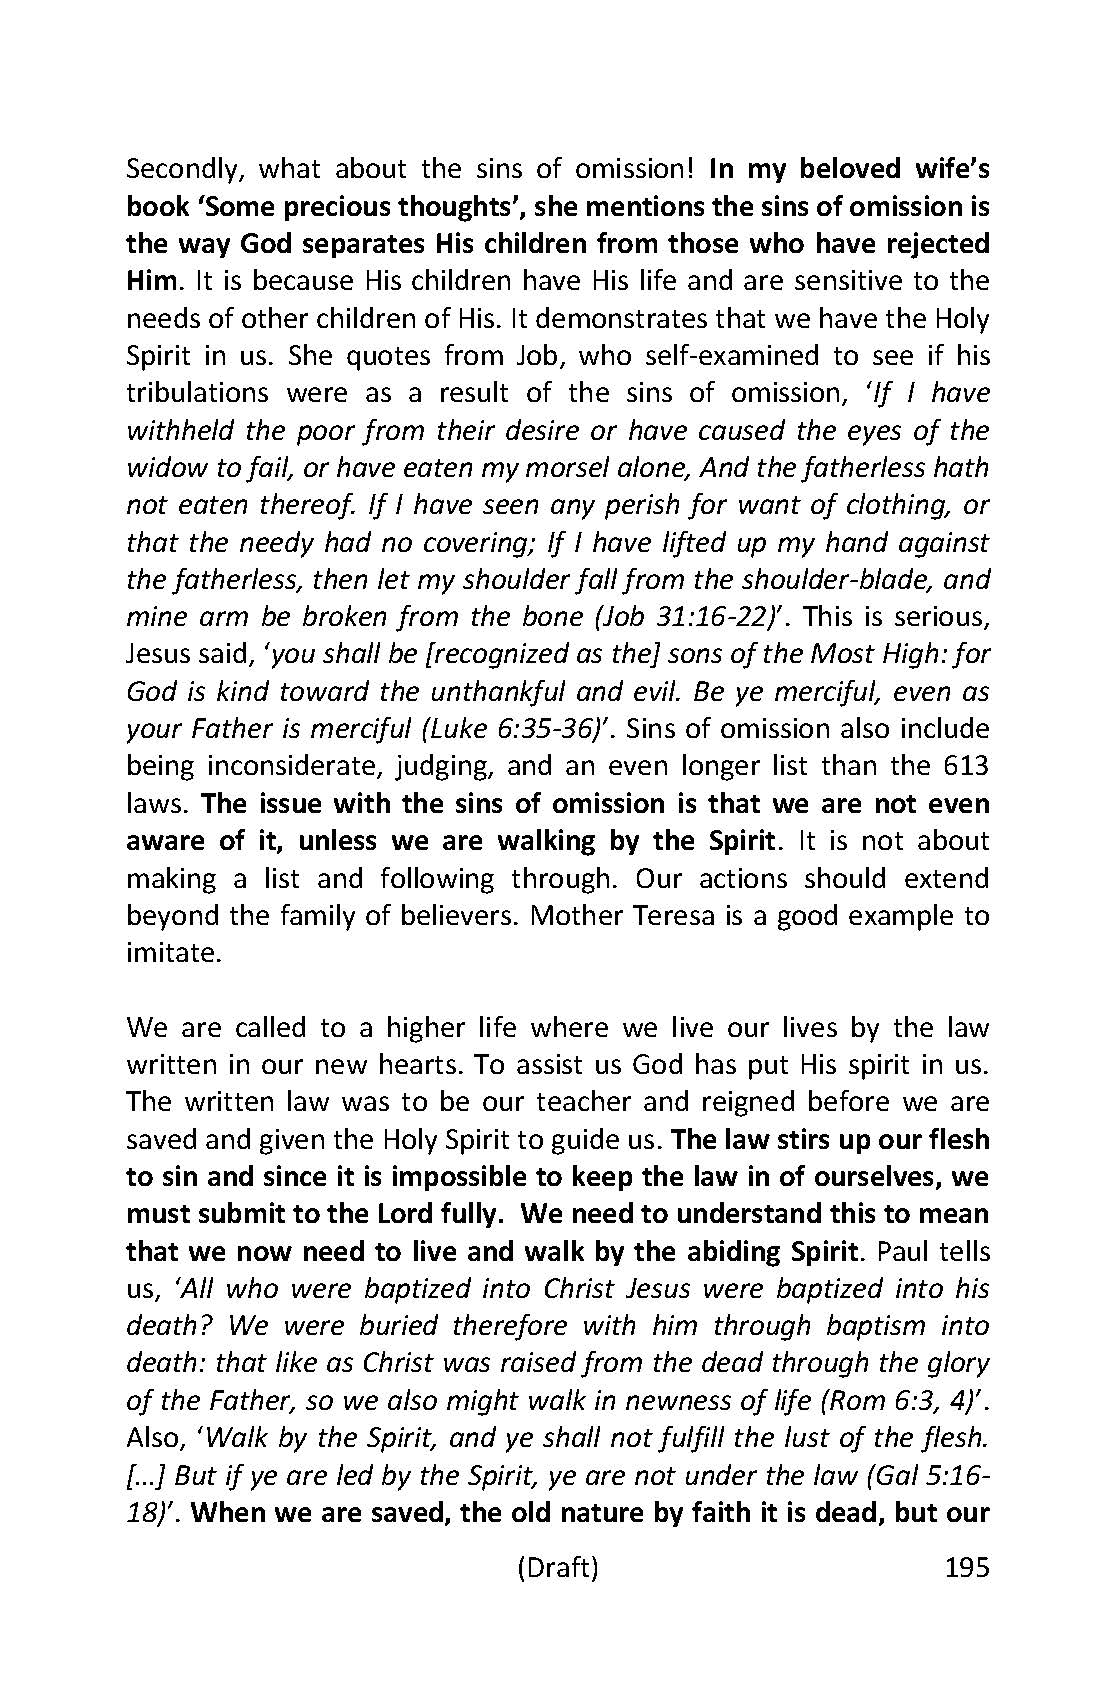 Secondly, what about the sins of omission! In my beloved wife’s
book ‘Some precious thoughts’, she mentions the sins of omission is
the way God separates His children from those who have rejected
Him. It is because His children have His life and are sensitive to the
needs of other children of His. It demonstrates that we have the Holy
Spirit in us. She quotes from Job, who self-examined to see if his
tribulations were as a result of the sins of omission, ‘If I have
withheld the poor from their desire or have caused the eyes of the
widow to fail, or have eaten my morsel alone, And the fatherless hath
not eaten thereof. If I have seen any perish for want of clothing, or
that the needy had no covering; If I have lifted up my hand against
the fatherless, then let my shoulder fall from the shoulder-blade, and
mine arm be broken from the bone (Job 31:16-22)’. This is serious,
Jesus said, ‘you shall be [recognized as the] sons of the Most High: for
God is kind toward the unthankful and evil. Be ye merciful, even as
your Father is merciful (Luke 6:35-36)’. Sins of omission also include
being inconsiderate, judging, and an even longer list than the 613
laws. The issue with the sins of omission is that we are not even
aware of it, unless we are walking by the Spirit. It is not about
making a list and following through. Our actions should extend
beyond the family of believers. Mother Teresa is a good example to
imitate.

We are called to a higher life where we live our lives by the law
written in our new hearts. To assist us God has put His spirit in us.
The written law was to be our teacher and reigned before we are
saved and given the Holy Spirit to guide us. The law stirs up our flesh
to sin and since it is impossible to keep the law in of ourselves, we
must submit to the Lord fully.  We need to understand this to mean
that we now need to live and walk by the abiding Spirit. Paul tells
us, ‘All who were baptized into Christ Jesus were baptized into his
death? We were buried therefore with him through baptism into
death: that like as Christ was raised from the dead through the glory
of the Father, so we also might walk in newness of life (Rom 6:3, 4)’.
Also, ‘Walk by the Spirit, and ye shall not fulfill the lust of the flesh.
[…] But if ye are led by the Spirit, ye are not under the law (Gal 5:16-
18)’. When we are saved, the old nature by faith it is dead, but our
(Draft) 195